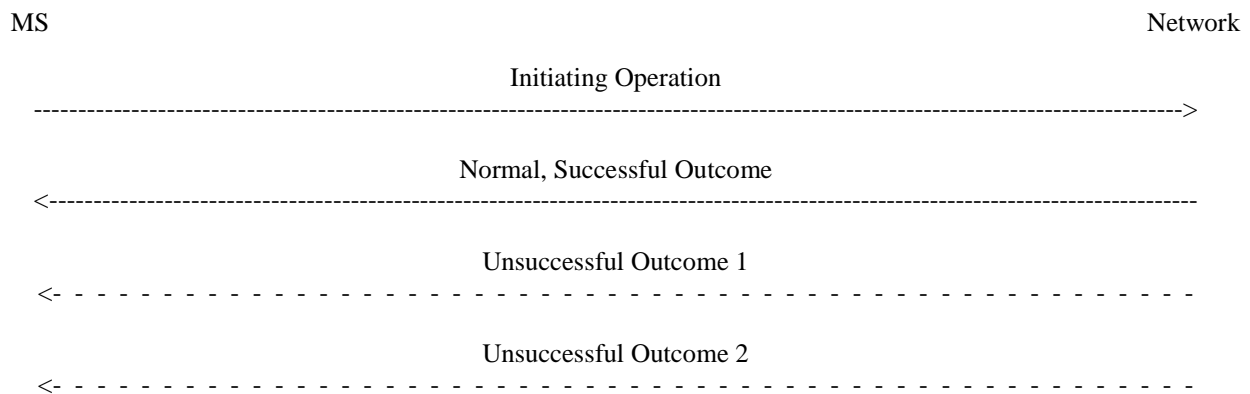 MS Network
Initiating Operation
Normal, Successful Outcome
Unsuccessful Outcome 1
Unsuccessful Outcome 2